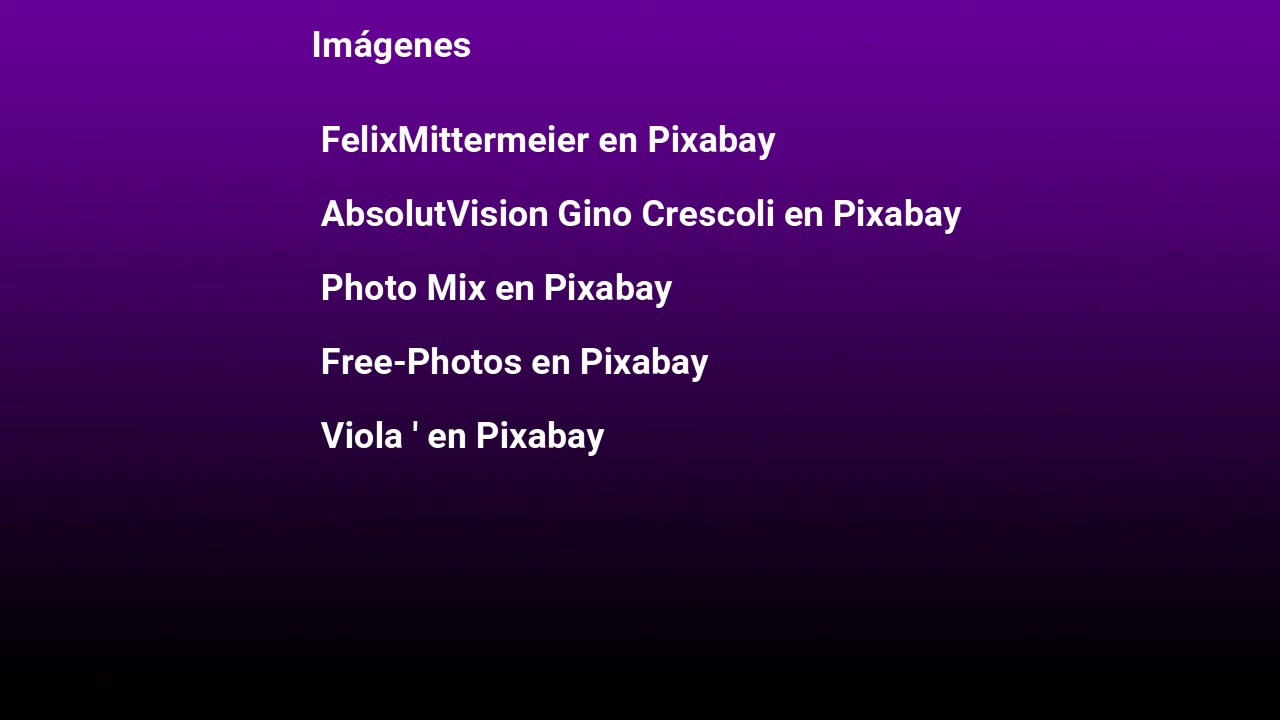 Imágenes
FelixMittermeier en Pixabay
AbsolutVision Gino Crescoli en Pixabay
Photo Mix en Pixabay
Free-Photos en Pixabay
Viola ' en Pixabay